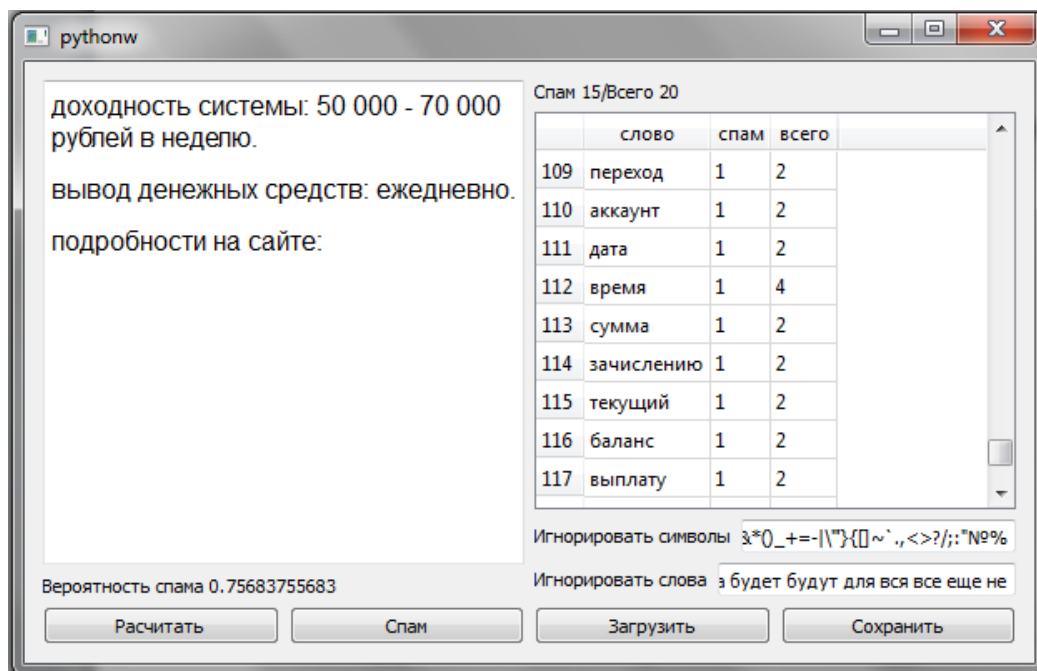 pythonw
доходность системы: 50 000 - 70 000
рублей в неделю.
вывод денежных средств: ежедневно.
подробности на сайте:
Вероятность спама 0.75683755683
Расчитать
Спам
Спам 15/Всего 20
слово спам всего
109 переход 1 2
110 аккаунт 1 2
111 дата 1 2
112 время 1 4
113 сумма 1 2
114 зачислению 1 2
115 текущий 1 2
116 баланс 1 2
117 выплату 1 2
Игнорировать символы &*()_+=-|\"'}{[]~`.,<>?/;:"№%
Игнорировать слова а будет будут для вся все еще не
Загрузить
Сохранить